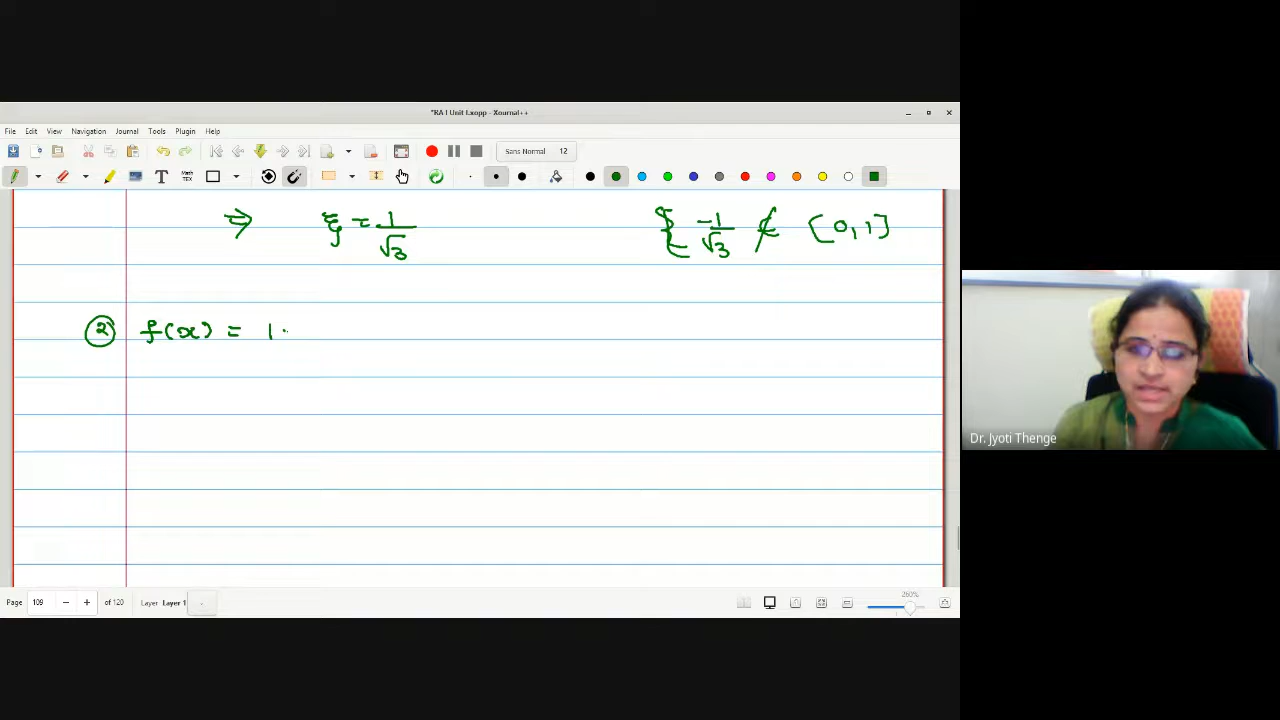 *RA I Unit I.xopp - Xournal++
File Edit View Navigation Journal Tools Plugin Help
Sans Normal 12
⇒ ξ = 1/√3 { -1/√3 ∉ [0,1]
② f(x) = 1
Dr. Jyoti Thenge
Page 109 of 120 Layer Layer 1
260%